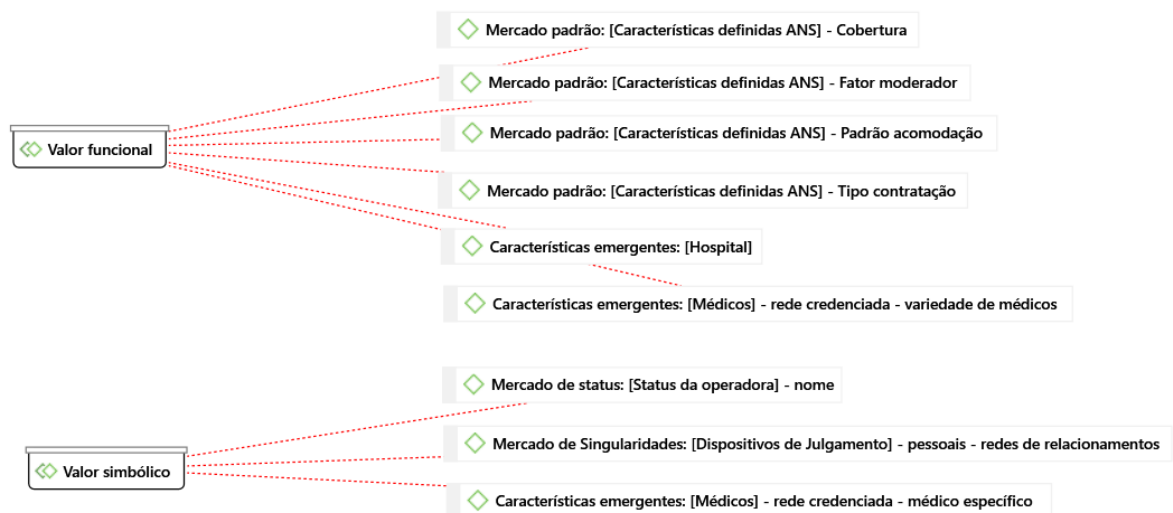 Mercado padrão: [Características definidas ANS] - Cobertura
Mercado padrão: [Características definidas ANS] - Fator moderador
Mercado padrão: [Características definidas ANS] - Padrão acomodação
Valor funcional
Mercado padrão: [Características definidas ANS] - Tipo contratação
Características emergentes: [Hospital]
Características emergentes: [Médicos] - rede credenciada - variedade de médicos
Mercado de status: [Status da operadora] - nome
Mercado de Singularidades: [Dispositivos de Julgamento] - pessoais - redes de relacionamentos
Valor simbólico
Características emergentes: [Médicos] - rede credenciada - médico específico